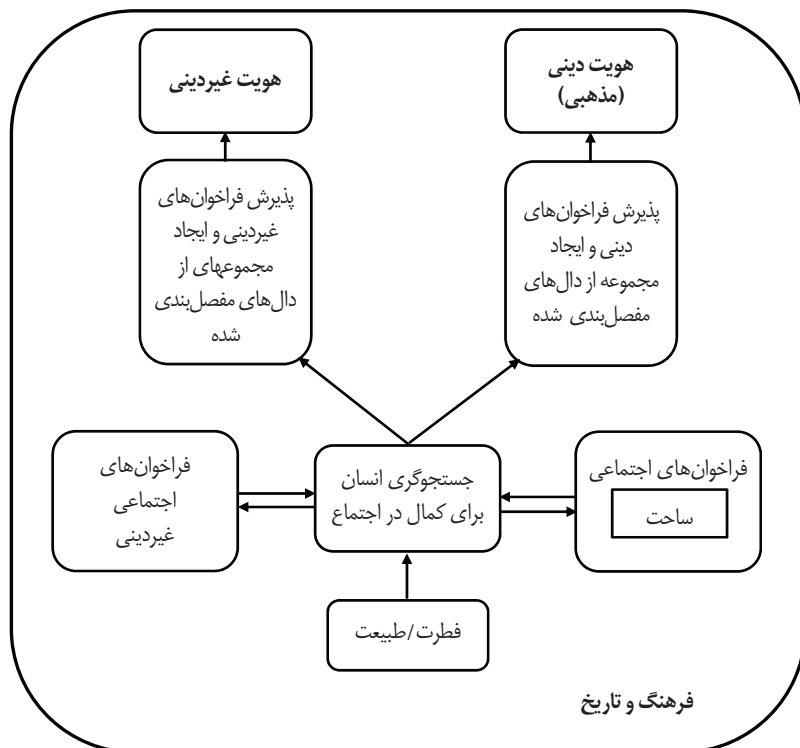 هویت دینی
(مذهبی)
هویت غیردینی
پذیرش فراخوان‌های
دینی و ایجاد
مجموعه از دال‌های
مفصل‌بندی شده
پذیرش فراخوان‌های
غیردینی و ایجاد
مجموعهای از
دال‌های مفصل‌بندی
شده
فراخوان‌های اجتماعی
ساحت
جستجوگری انسان
برای کمال در اجتماع
فراخوان‌های
اجتماعی
غیردینی
فطرت/طبیعت
فرهنگ و تاریخ